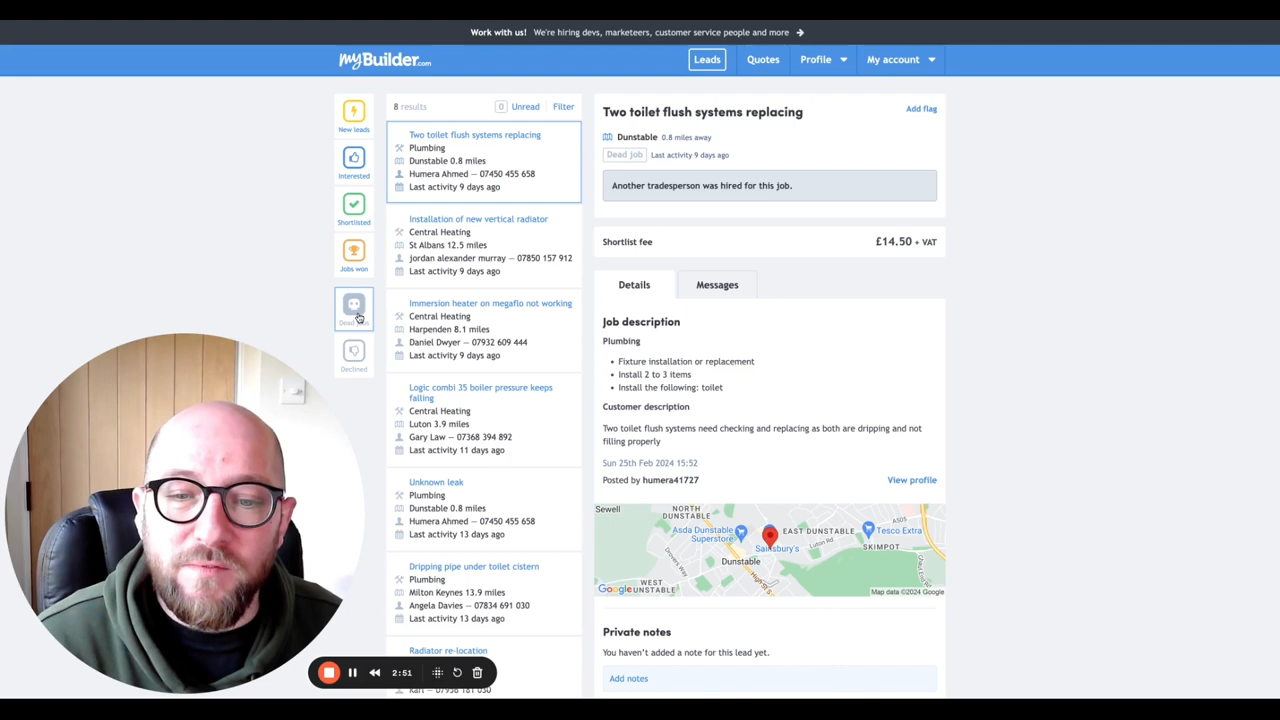 Work with us! We're hiring devs, marketeers, customer service people and more →
myBuilder.com
Leads
Quotes
Profile
My account
New leads
Interested
Shortlisted
Jobs won
Declined
8 results
0 Unread
Filter
Two toilet flush systems replacing
Plumbing
Dunstable 0.8 miles
Humera Ahmed — 07450 455 658
Last activity 9 days ago
Installation of new vertical radiator
Central Heating
St Albans 12.5 miles
jordan alexander murray — 07850 157 912
Last activity 9 days ago
Immersion heater on megaflo not working
Central Heating
Harpenden 8.1 miles
Daniel Dwyer — 07932 609 444
Last activity 9 days ago
Logic combi 35 boiler pressure keeps
falling
Central Heating
Luton 3.9 miles
Gary Law — 07368 394 892
Last activity 11 days ago
Unknown leak
Plumbing
Dunstable 0.8 miles
Humera Ahmed — 07450 455 658
Last activity 13 days ago
Dripping pipe under toilet cistern
Plumbing
Milton Keynes 13.9 miles
Angela Davies — 07834 691 030
Last activity 13 days ago
Radiator re-location
2:51
Two toilet flush systems replacing
Add flag
Dunstable 0.8 miles away
Dead job Last activity 9 days ago
Another tradesperson was hired for this job.
Shortlist fee
£14.50 + VAT
Details
Messages
Job description
Plumbing
• Fixture installation or replacement
• Install 2 to 3 items
• Install the following: toilet
Customer description
Two toilet flush systems need checking and replacing as both are dripping and not
filling properly
Sun 25th Feb 2024 15:52
Posted by humera41727
View profile
Sewell
NORTH
DUNSTABLE
A505
Asda Dunstable
Superstore
EAST DUNSTABLE
Tesco Extra
Sainsbury's
SKIMPOT
Dunstable
WEST
DUNSTABLE
High St S
Google
Map data ©2024 Google
Private notes
You haven't added a note for this lead yet.
Add notes